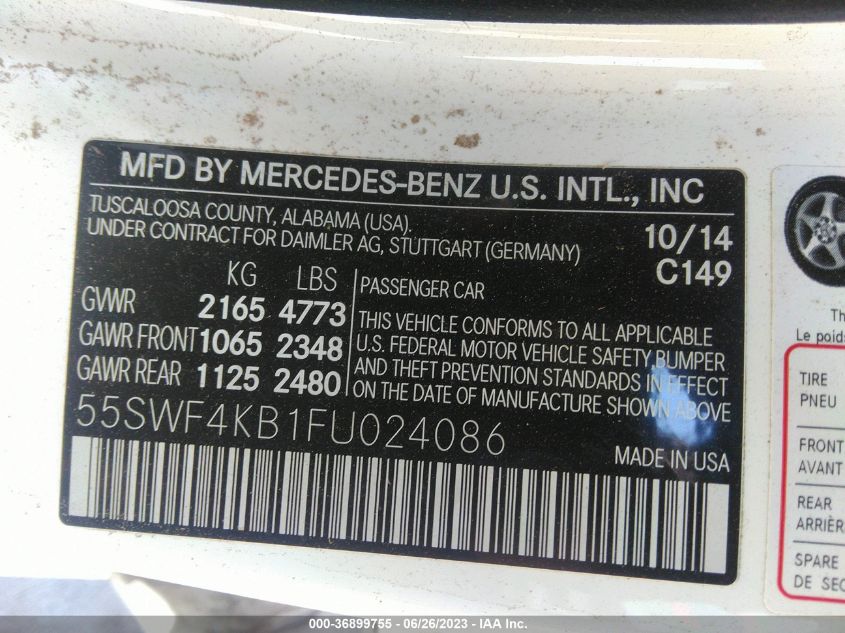 MFD BY MERCEDES-BENZ U.S. INTL., INC
TUSCALOOSA COUNTY, ALABAMA (USA).
UNDER CONTRACT FOR DAIMLER AG, STUTTGART (GERMANY)
10/14
C149
KG LBS
GVWR 2165 4773
GAWR FRONT 1065 2348
GAWR REAR 1125 2480
PASSENGER CAR
THIS VEHICLE CONFORMS TO ALL APPLICABLE
U.S. FEDERAL MOTOR VEHICLE SAFETY BUMPER
AND THEFT PREVENTION STANDARDS IN EFFECT
ON THE DATE OF MANUFACTURE SHOWN ABOVE
55SWF4KB1FU024086
MADE IN USA
Th
Le poids
TIRE
PNEU
FRONT
AVANT
REAR
ARRIÈR
SPARE
DE SEC
000-36899755 - 06/26/2023 - IAA Inc.